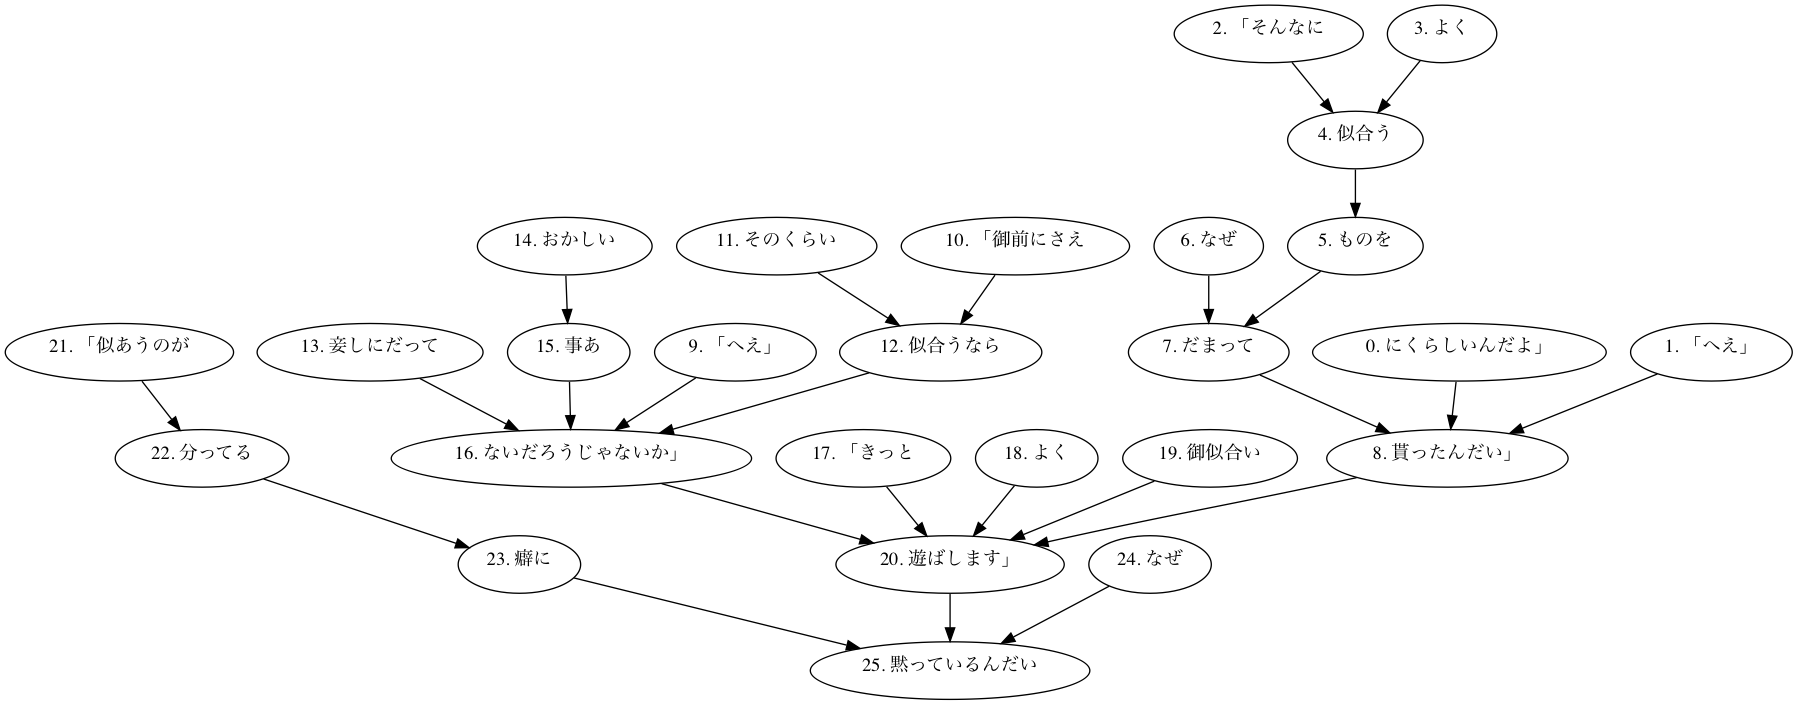 2. 「そんなに
3. よく
4. 似合う
14. おかしい
11. そのくらい
10. 「御前にさえ
6. なぜ
5. ものを
21. 「似あうのが
13. 妾しにだって
15. 事あ
9. 「へえ」
12. 似合うなら
7. だまって
0. にくらしいんだよ」
1. 「へえ」
22. 分ってる
16. ないだろうじゃないか」
17. 「きっと
18. よく
19. 御似合い
8. 貰ったんだい」
23. 癖に
20. 遊ばします」
24. なぜ
25. 黙っているんだい